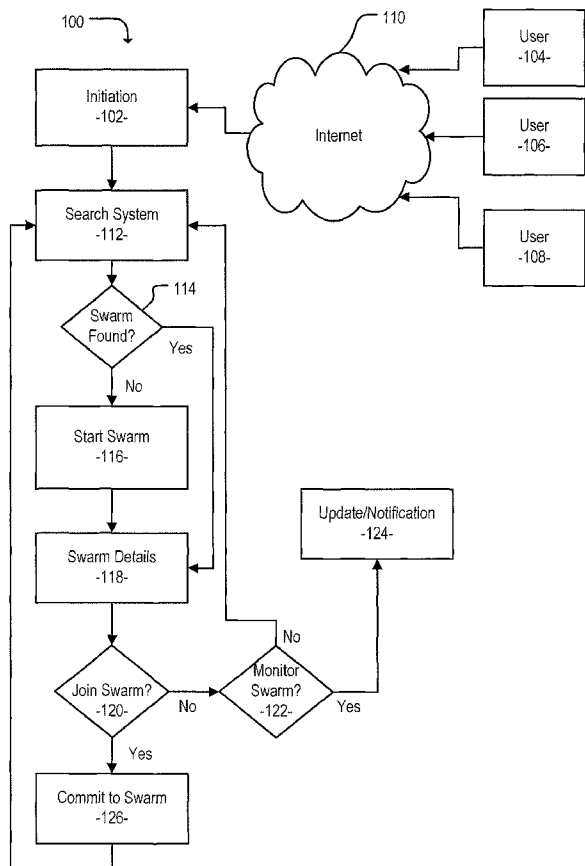 100
110
User
-104-
Initiation
-102-
Internet
User
-106-
Search System
-112-
User
-108-
114
Swarm
Found?
Yes
No
Start Swarm
-116-
Update/Notification
-124-
Swarm Details
-118-
No
Join Swarm?
-120-
No
Monitor
Swarm?
-122-
Yes
Yes
Commit to Swarm
-126-